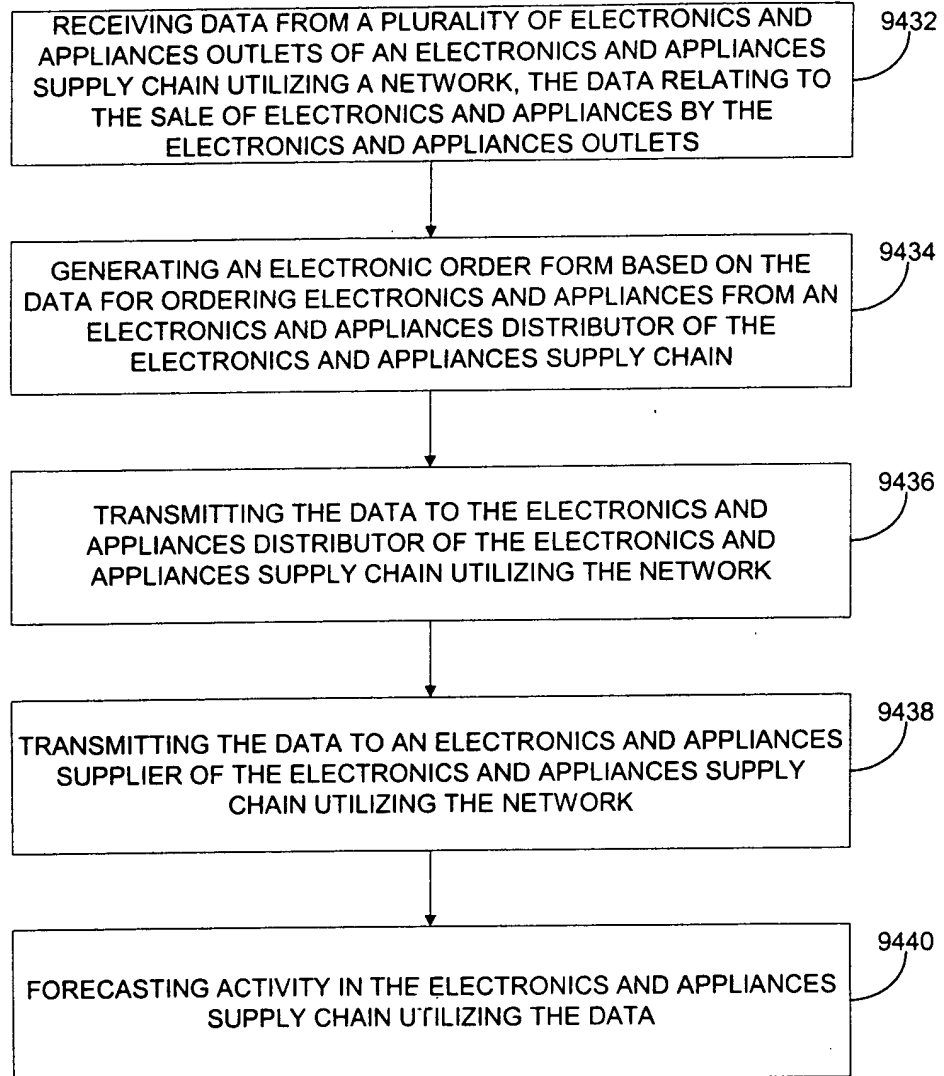 RECEIVING DATA FROM A PLURALITY OF ELECTRONICS AND
APPLIANCES OUTLETS OF AN ELECTRONICS AND APPLIANCES
SUPPLY CHAIN UTILIZING A NETWORK, THE DATA RELATING TO
THE SALE OF ELECTRONICS AND APPLIANCES BY THE
ELECTRONICS AND APPLIANCES OUTLETS
9432
GENERATING AN ELECTRONIC ORDER FORM BASED ON THE
DATA FOR ORDERING ELECTRONICS AND APPLIANCES FROM AN
ELECTRONICS AND APPLIANCES DISTRIBUTOR OF THE
ELECTRONICS AND APPLIANCES SUPPLY CHAIN
9434
TRANSMITTING THE DATA TO THE ELECTRONICS AND
APPLIANCES DISTRIBUTOR OF THE ELECTRONICS AND
APPLIANCES SUPPLY CHAIN UTILIZING THE NETWORK
9436
TRANSMITTING THE DATA TO AN ELECTRONICS AND APPLIANCES
SUPPLIER OF THE ELECTRONICS AND APPLIANCES SUPPLY
CHAIN UTILIZING THE NETWORK
9438
FORECASTING ACTIVITY IN THE ELECTRONICS AND APPLIANCES
SUPPLY CHAIN UTILIZING THE DATA
9440